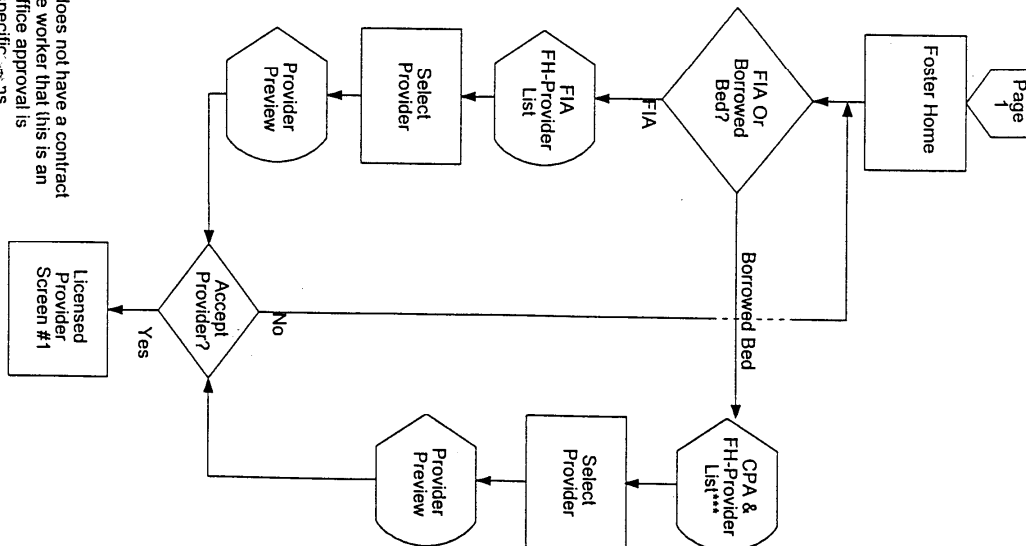 Page
1
Foster Home
FIA Or
Borrowed
Bed?
FIA
Borrowed Bed
FIA
FH-Provider
List
Select
Provider
Provider
Preview
CPA &
FH-Provider
List***
Select
Provider
Provider
Preview
Accept
Provider?
No
Yes
Licensed
Provider
Screen #1
does not have a contract
worker that this is an
approval is